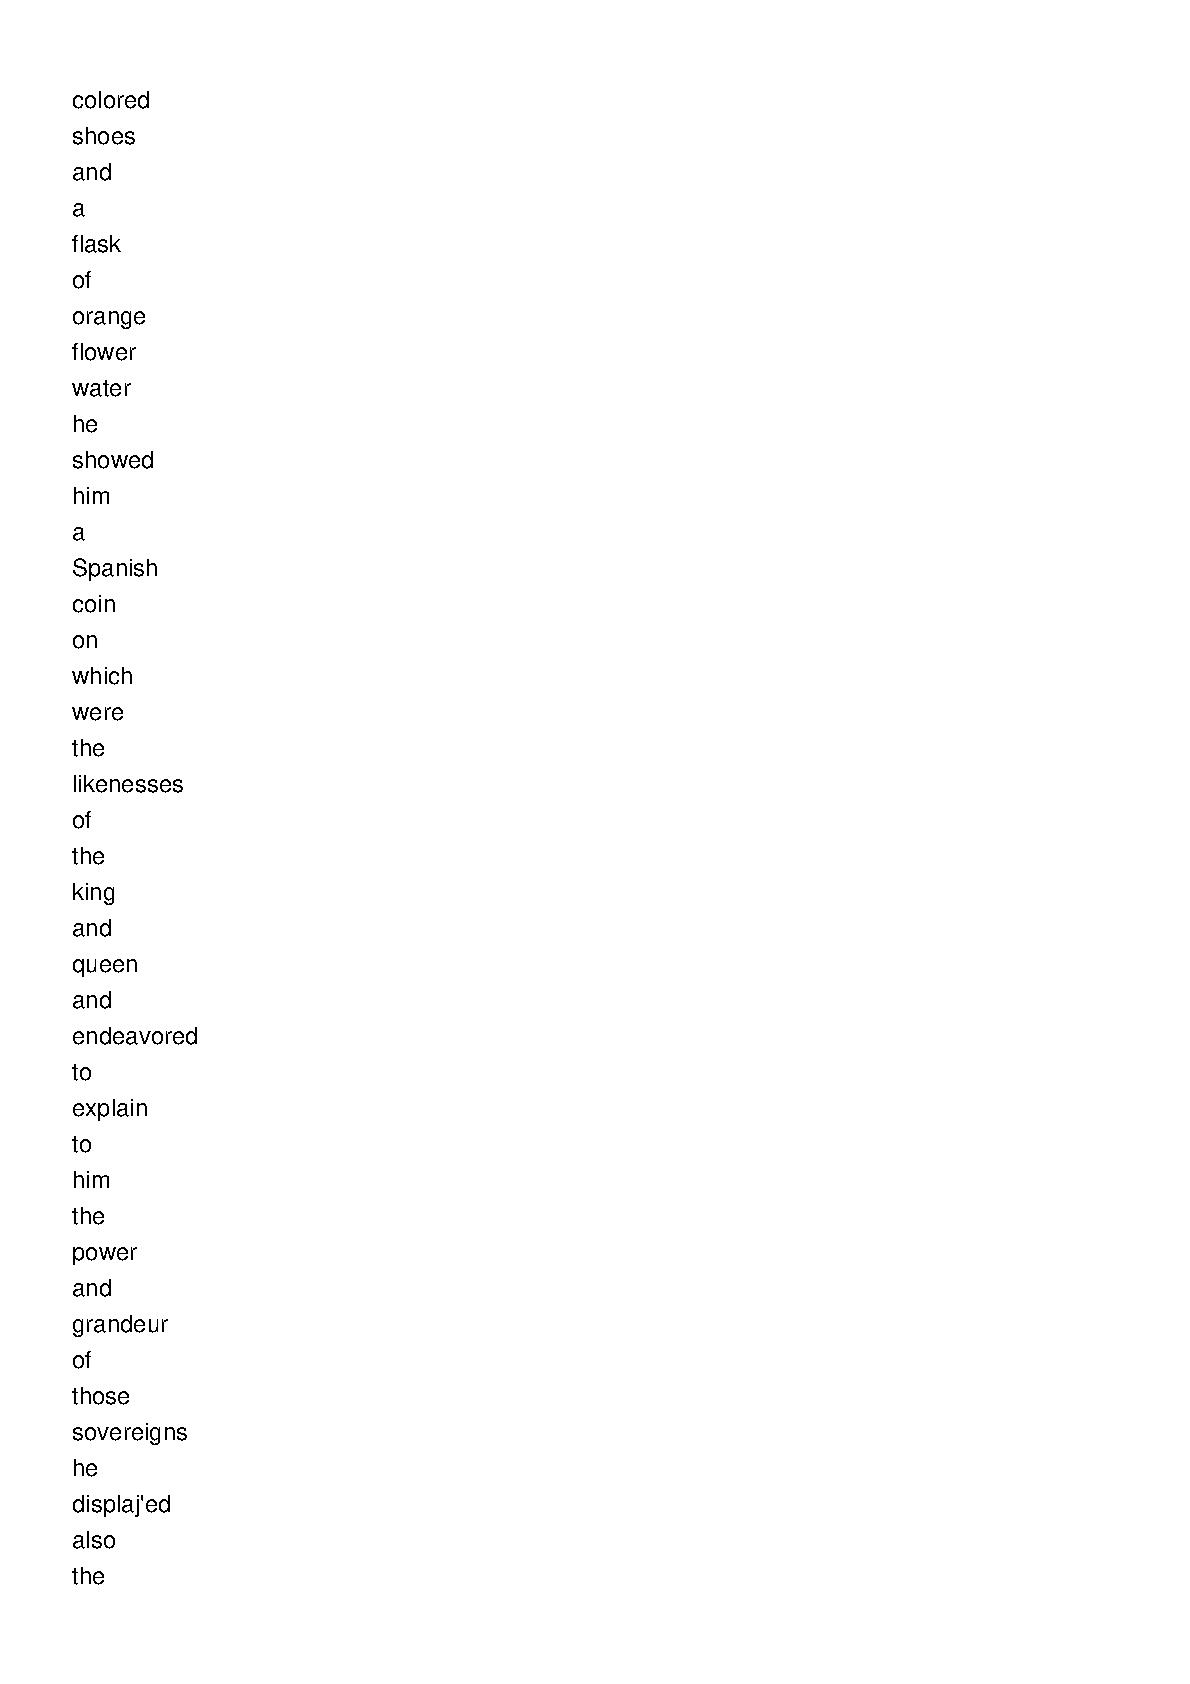 colored
shoes
and
a
flask
of
orange
flower
water
he
showed
him
a
Spanish
coin
on
which
were
the
likenesses
of
the
king
and
queen
and
endeavored
to
explain
to
him
the
power
and
grandeur
of
those
sovereigns
he
displaj'ed
also
the